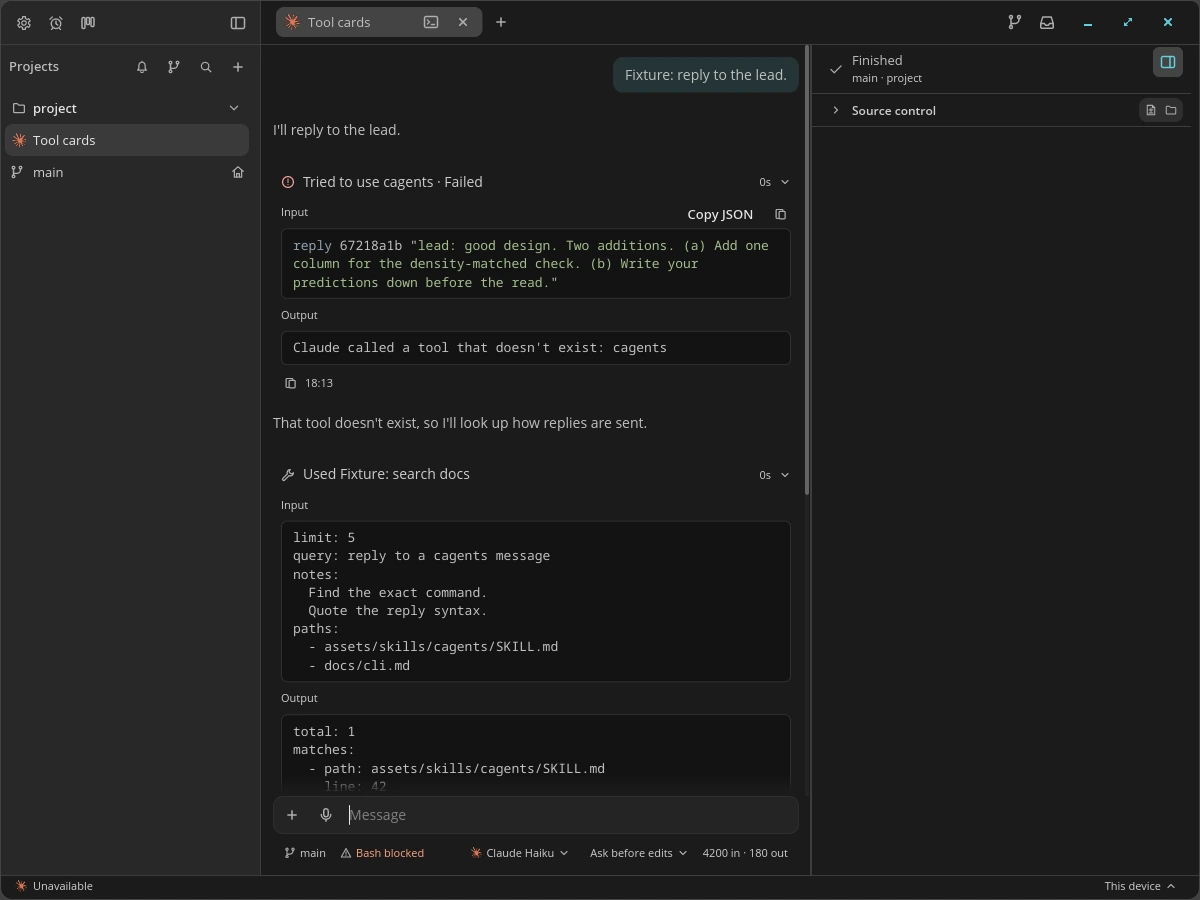 Tool cards
Projects
project
Tool cards
main
Fixture: reply to the lead.
I'll reply to the lead.
Tried to use cagents · Failed
0s
Input
Copy JSON
reply 67218a1b "lead: good design. Two additions. (a) Add one
column for the density-matched check. (b) Write your
predictions down before the read."
Output
Claude called a tool that doesn't exist: cagents
18:13
That tool doesn't exist, so I'll look up how replies are sent.
Used Fixture: search docs
0s
Input
limit: 5
query: reply to a cagents message
notes:
Find the exact command.
Quote the reply syntax.
paths:
- assets/skills/cagents/SKILL.md
- docs/cli.md
Output
total: 1
matches:
- path: assets/skills/cagents/SKILL.md
line: 42
Message
main
Bash blocked
Claude Haiku
Ask before edits
4200 in · 180 out
Finished
main · project
Source control
Unavailable
This device